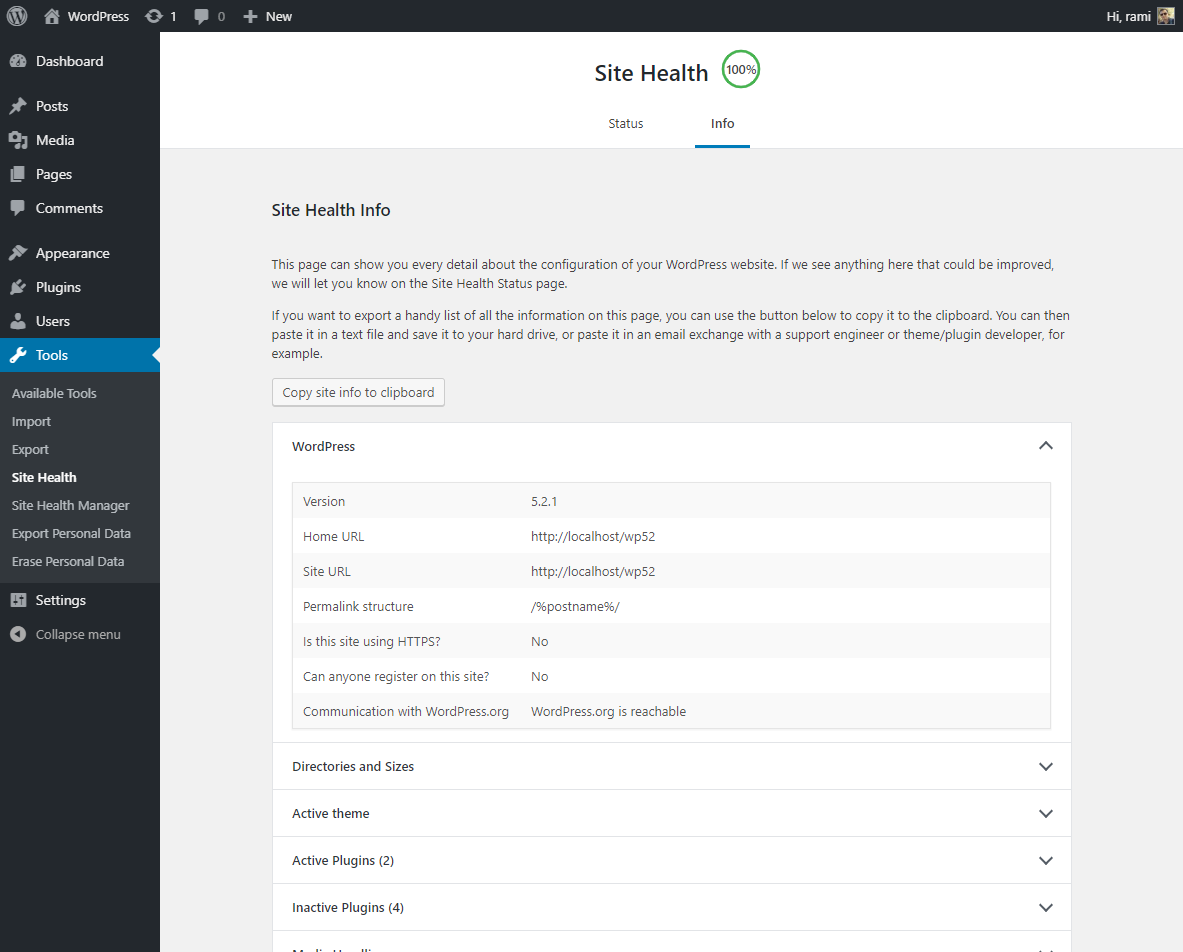 WordPress 1 0 New Hi, rami
Dashboard
Posts
Media
Pages
Comments
Appearance
Plugins
Users
Tools
Available Tools
Import
Export
Site Health
Site Health Manager
Export Personal Data
Erase Personal Data
Settings
Collapse menu
Site Health 100%
Status Info
Site Health Info
This page can show you every detail about the configuration of your WordPress website. If we see anything here that could be improved,
we will let you know on the Site Health Status page.
If you want to export a handy list of all the information on this page, you can use the button below to copy it to the clipboard. You can then
paste it in a text file and save it to your hard drive, or paste it in an email exchange with a support engineer or theme/plugin developer, for
example.
Copy site info to clipboard
WordPress
Version 5.2.1
Home URL http://localhost/wp52
Site URL http://localhost/wp52
Permalink structure /%postname%/
Is this site using HTTPS? No
Can anyone register on this site? No
Communication with WordPress.org WordPress.org is reachable
Directories and Sizes
Active theme
Active Plugins (2)
Inactive Plugins (4)